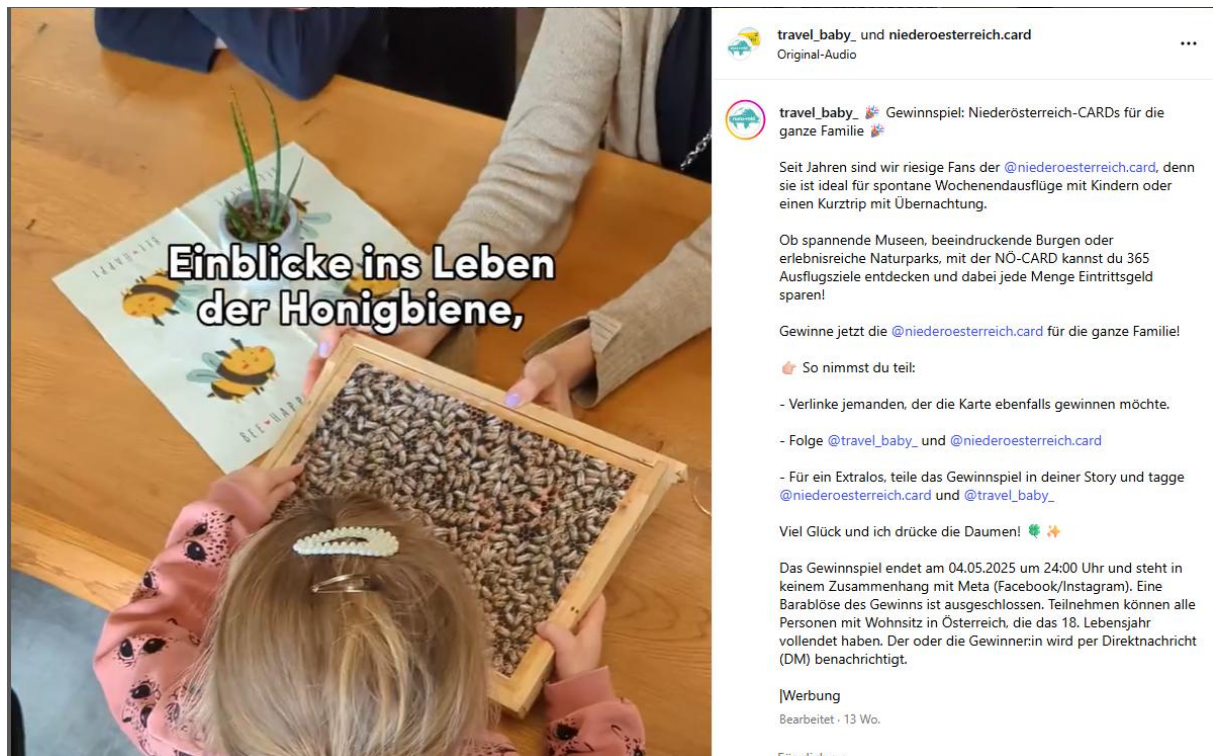 Einblicke ins Leben
der Honigbiene,
BEE♥HAPPY
travel_baby_ und niederoesterreich.card
Original-Audio
travel_baby_ 🎉 Gewinnspiel: Niederösterreich-CARDs für die
ganze Familie 🎉
Seit Jahren sind wir riesige Fans der @niederoesterreich.card, denn
sie ist ideal für spontane Wochenendausflüge mit Kindern oder
einen Kurztrip mit Übernachtung.
Ob spannende Museen, beeindruckende Burgen oder
erlebnisreiche Naturparks, mit der NÖ-CARD kannst du 365
Ausflugsziele entdecken und dabei jede Menge Eintrittsgeld
sparen!
Gewinne jetzt die @niederoesterreich.card für die ganze Familie!
👉🏻 So nimmst du teil:
- Verlinke jemanden, der die Karte ebenfalls gewinnen möchte.
- Folge @travel_baby_ und @niederoesterreich.card
- Für ein Extralos, teile das Gewinnspiel in deiner Story und tagge
@niederoesterreich.card und @travel_baby_
Viel Glück und ich drücke die Daumen! 🍀 ✨
Das Gewinnspiel endet am 04.05.2025 um 24:00 Uhr und steht in
keinem Zusammenhang mit Meta (Facebook/Instagram). Eine
Barablöse des Gewinns ist ausgeschlossen. Teilnehmen können alle
Personen mit Wohnsitz in Österreich, die das 18. Lebensjahr
vollendet haben. Der oder die Gewinner:in wird per Direktnachricht
(DM) benachrichtigt.
|Werbung
Bearbeitet · 13 Wo.